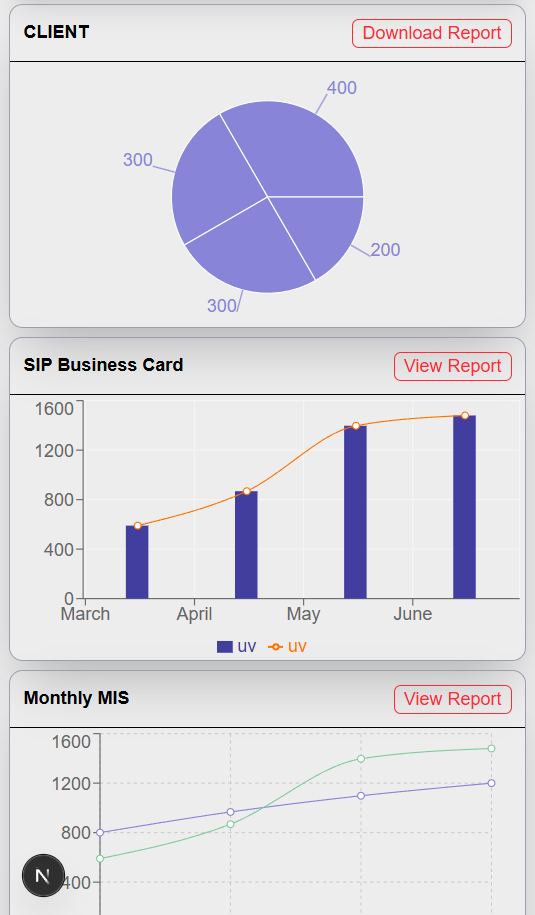 CLIENT Download Report
400
300
200
300
SIP Business Card View Report
1600
1200
800
400
0
March April May June
uv uv
Monthly MIS View Report
1600
1200
800
400
N